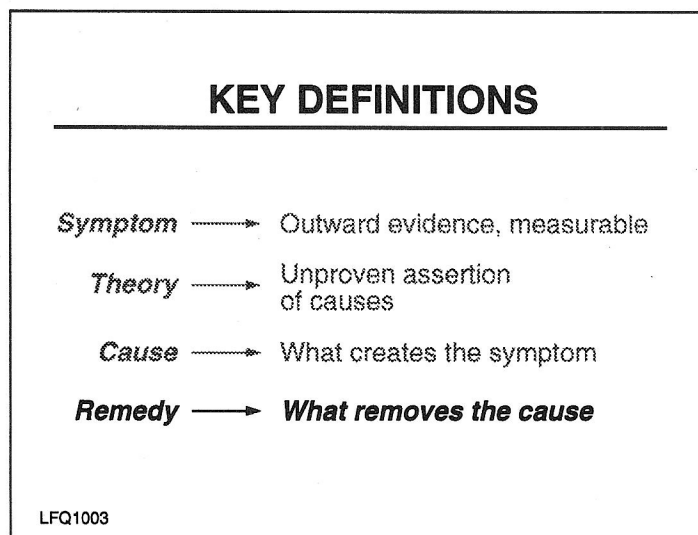 KEY DEFINITIONS
Symptom → Outward evidence, measurable
Theory → Unproven assertion
of causes
Cause → What creates the symptom
Remedy → What removes the cause
LFQ1003